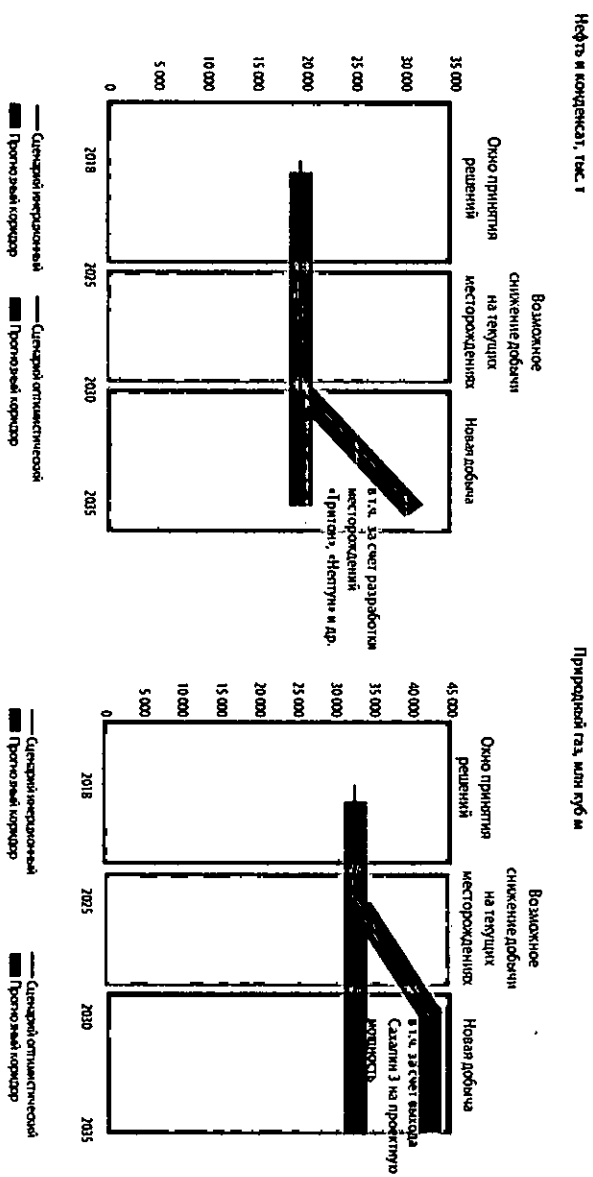 Нефть и конденсат, тыс. т
Окно принятия
решений
Возможное
снижение добычи
на текущих
месторождениях
Новая добыча
35 000
30 000
25 000
20 000
15 000
10 000
5 000
0
в т.ч. за счет разработки
месторождений
«Тритон», «Нептун» и др.
2018
2025
2030
2035
Сценарий инерционный
Прогнозный коридор
Сценарий оптимистический
Прогнозный коридор
Природный газ, млн куб м
Окно принятия
решений
Возможное
снижение добычи
на текущих
месторождениях
Новая добыча
45 000
40 000
35 000
30 000
25 000
20 000
15 000
10 000
5 000
0
в т.ч. за счет выхода
Сахалин 3 на проектную
мощность
2018
2025
2030
2035
Сценарий инерционный
Прогнозный коридор
Сценарий оптимистический
Прогнозный коридор